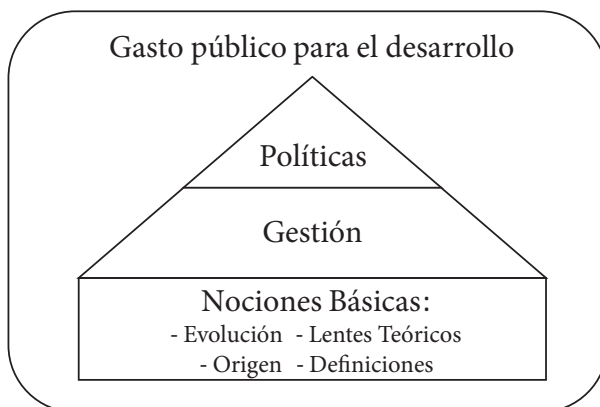 Gasto público para el desarrollo
Políticas
Gestión
Nociones Básicas:
- Evolución - Lentes Teóricos
- Origen - Definiciones